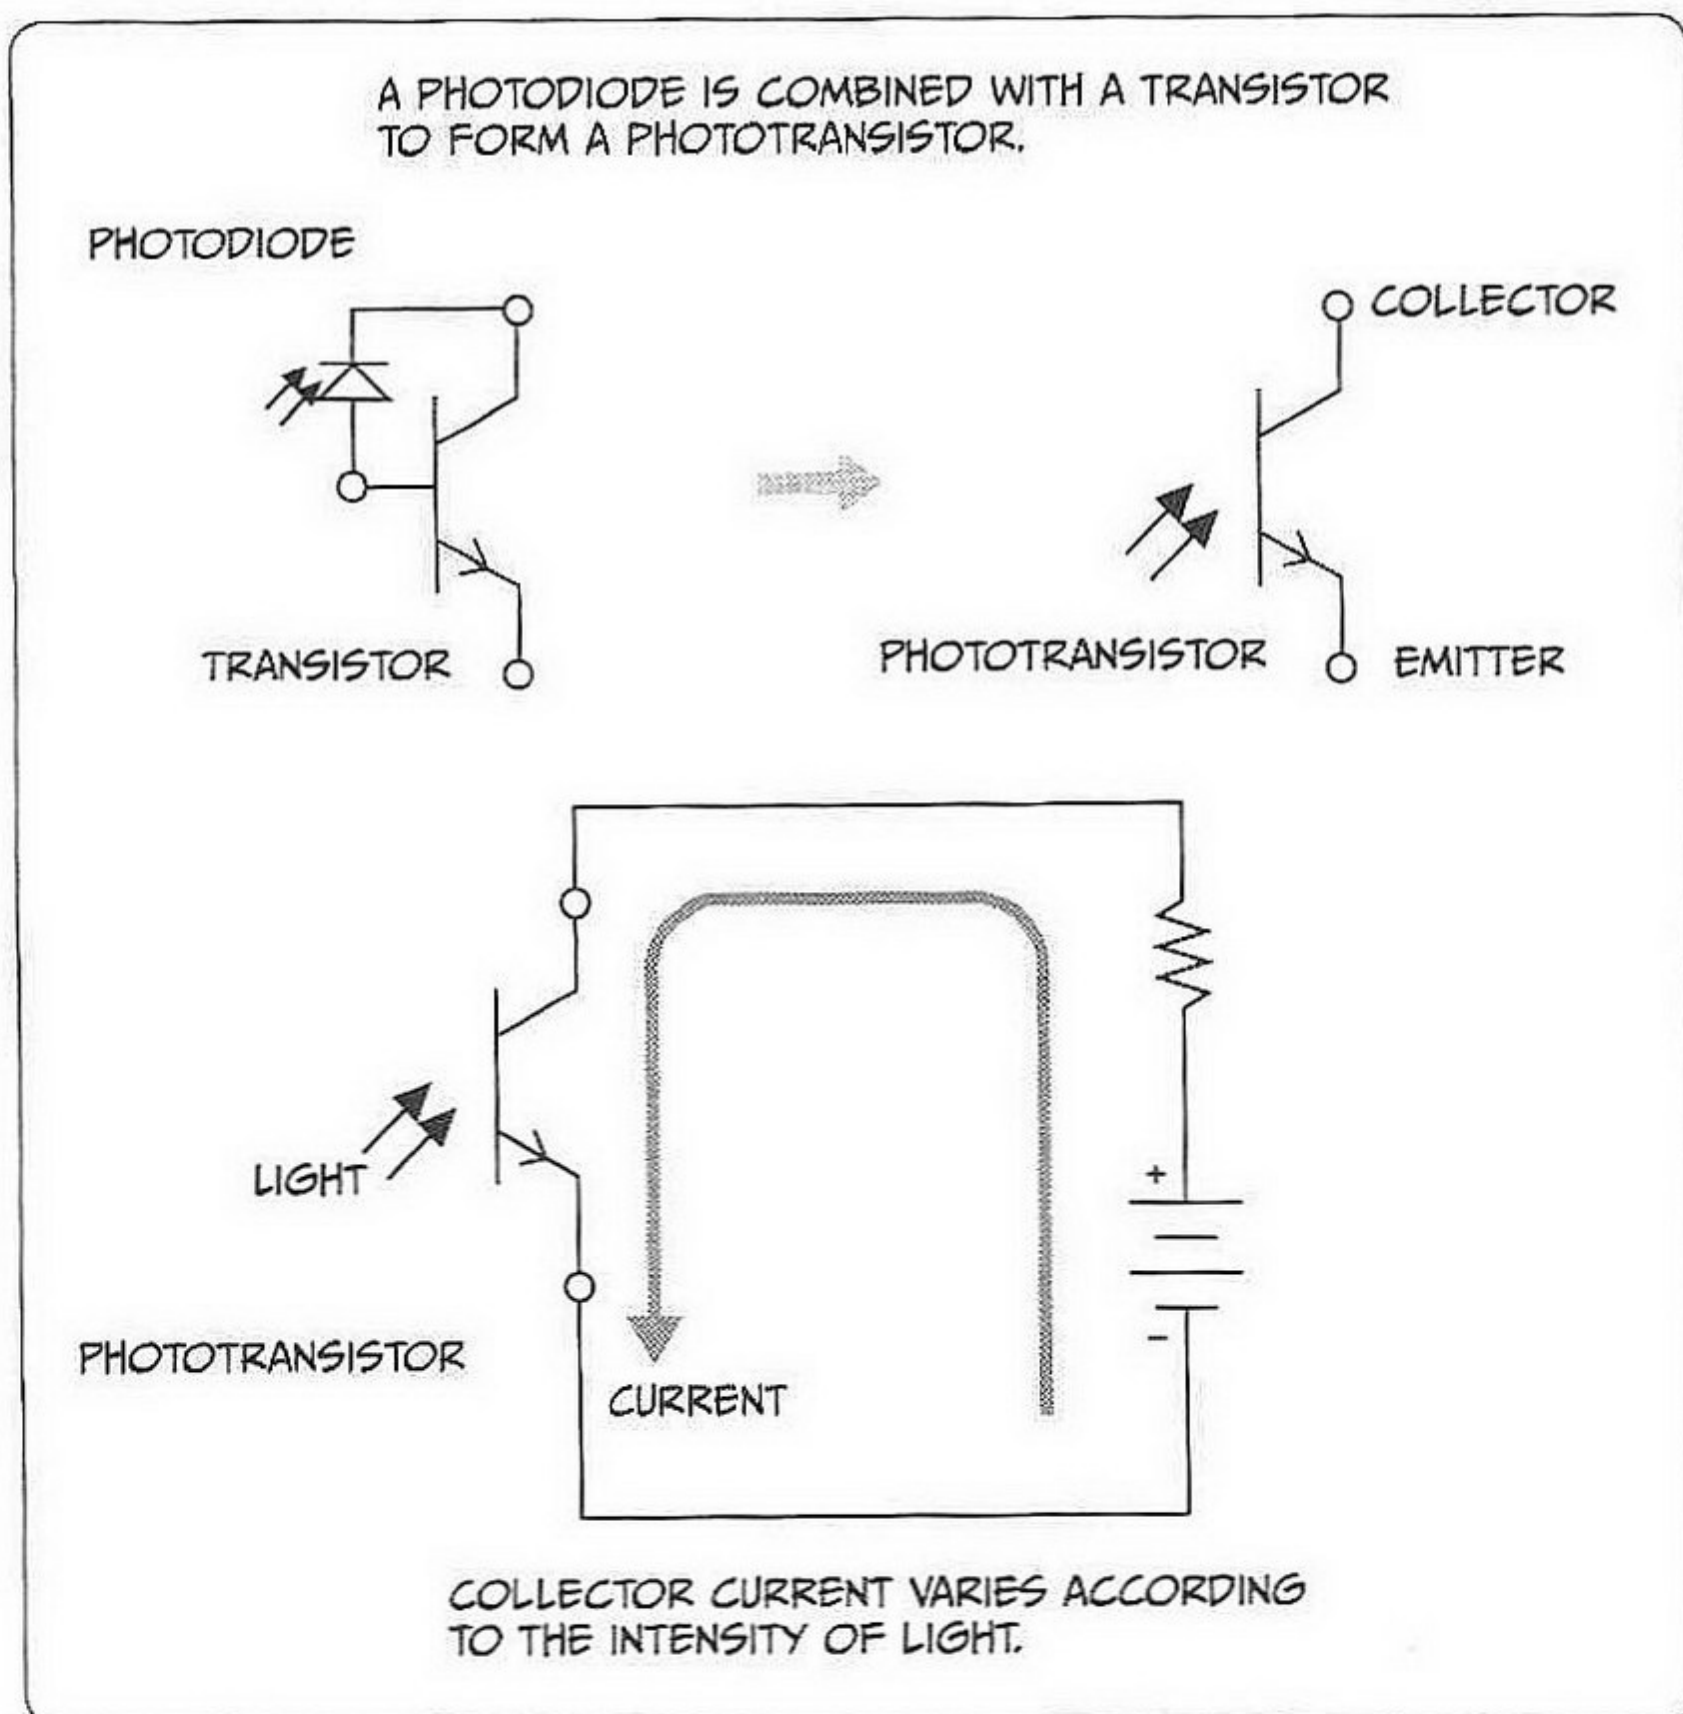 A PHOTODIODE IS COMBINED WITH A TRANSISTOR
TO FORM A PHOTOTRANSISTOR.
PHOTODIODE
COLLECTOR
TRANSISTOR
PHOTOTRANSISTOR
EMITTER
LIGHT
+
−
PHOTOTRANSISTOR
CURRENT
COLLECTOR CURRENT VARIES ACCORDING
TO THE INTENSITY OF LIGHT.